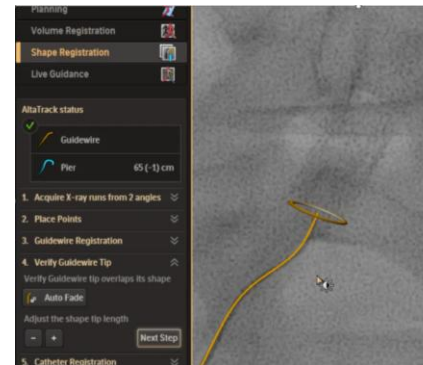 Planning
Volume Registration
Shape Registration
Live Guidance
AltaTrack status
Guidewire
Pier 65 (-1) cm
1. Acquire X-ray runs from 2 angles
2. Place Points
3. Guidewire Registration
4. Verify Guidewire Tip
Verify Guidewire tip overlaps its shape
Auto Fade
Adjust the shape tip length
- + Next Step
5. Catheter Registration